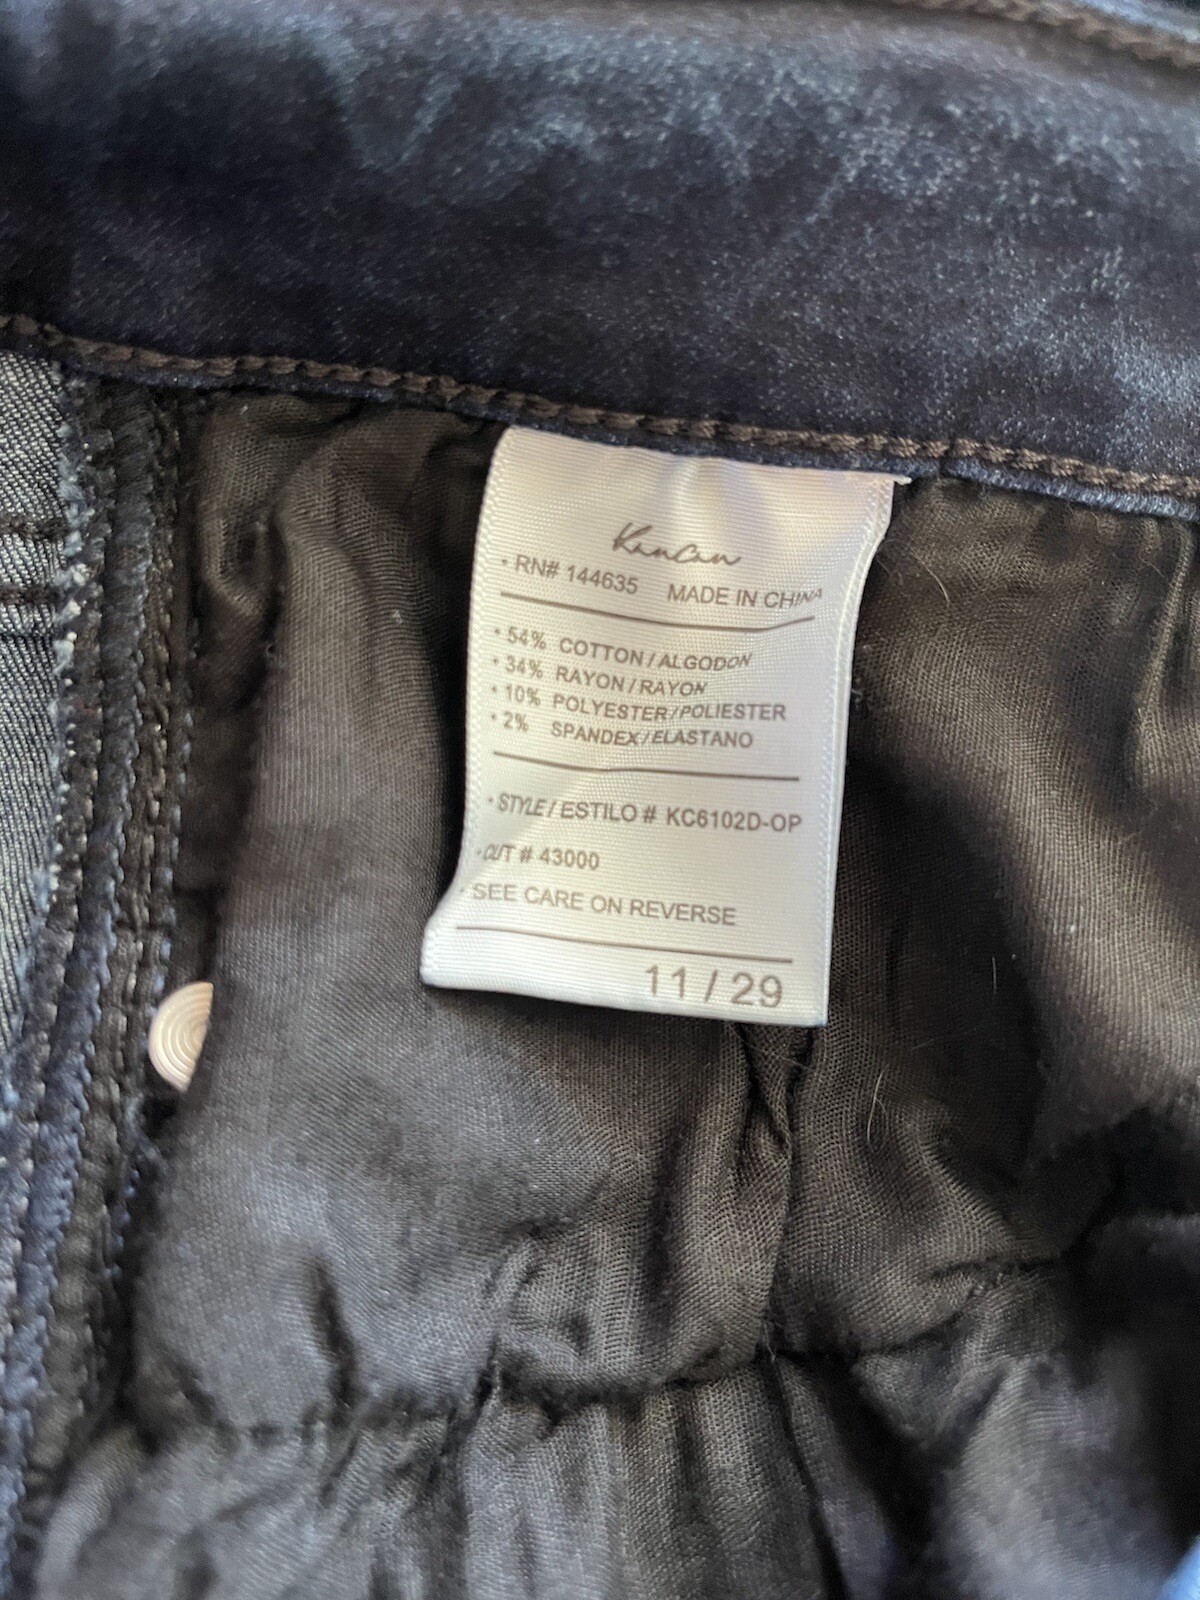 KanCan
• RN# 144635 MADE IN CHINA
• 54% COTTON / ALGODON
• 34% RAYON / RAYON
• 10% POLYESTER / POLIESTER
• 2% SPANDEX / ELASTANO
• STYLE / ESTILO # KC6102D-OP
• CUT # 43000
• SEE CARE ON REVERSE
11 / 29